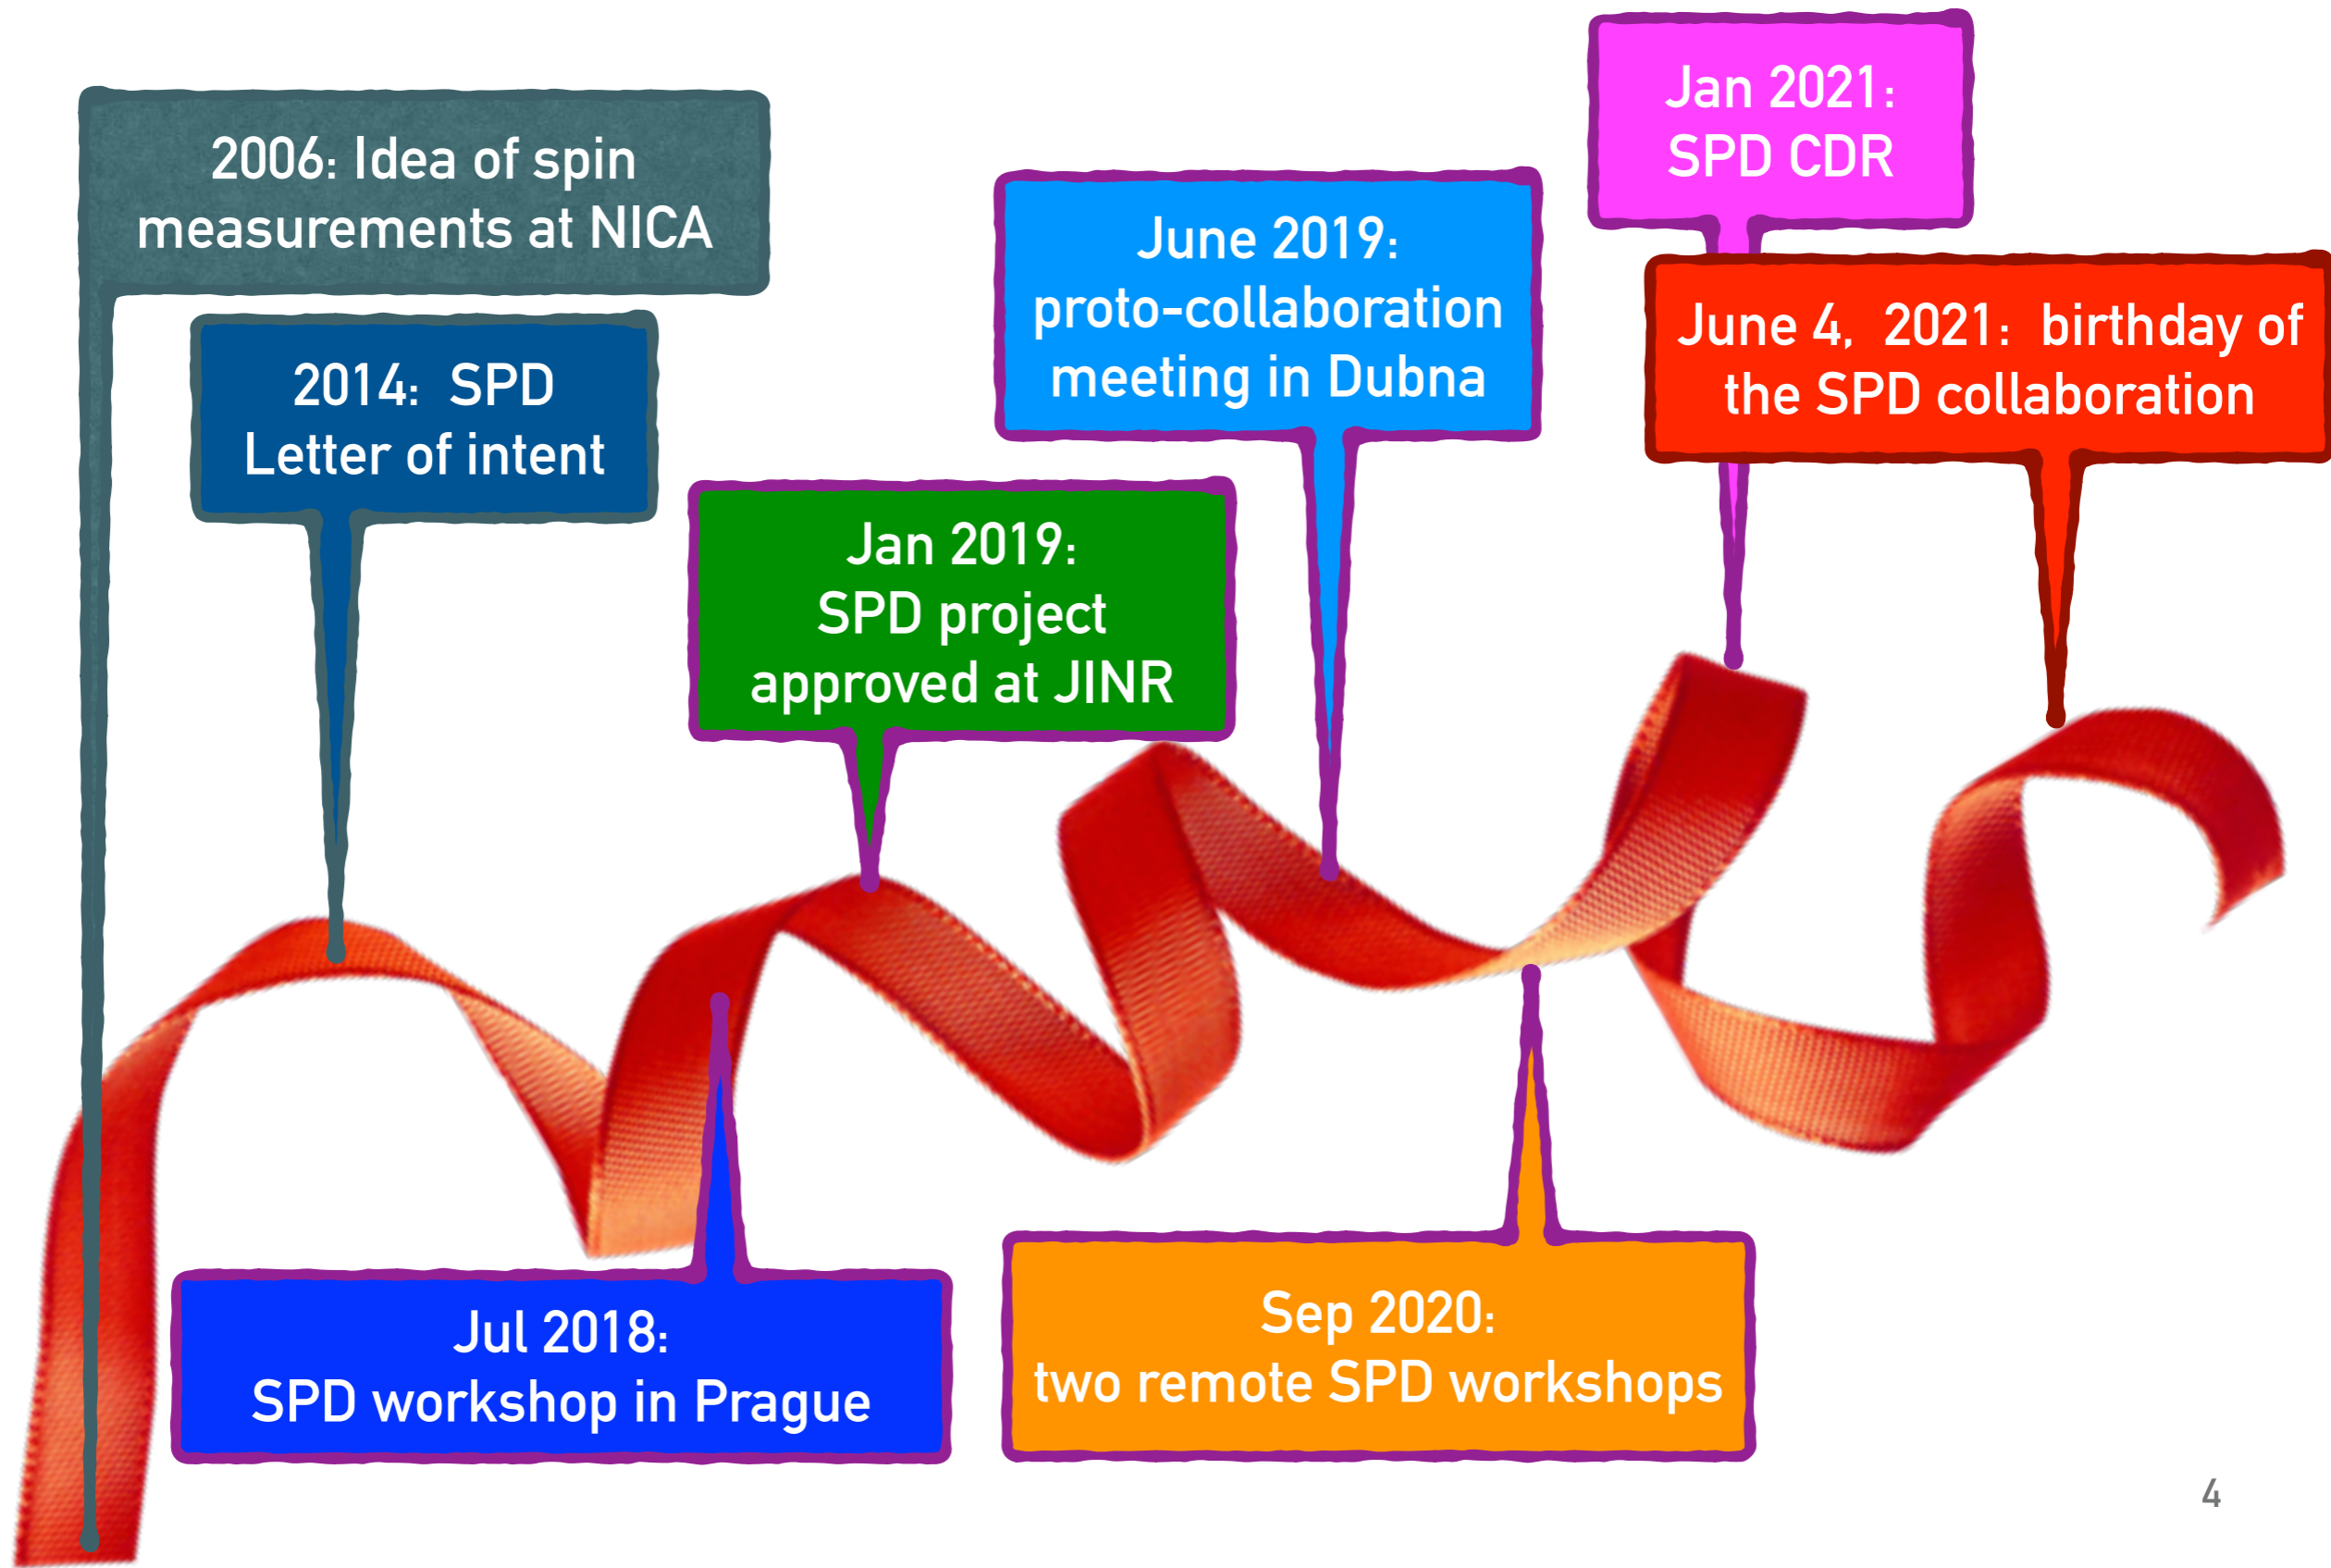 2006: Idea of spin
measurements at NICA
2014: SPD
Letter of intent
Jul 2018:
SPD workshop in Prague
Jan 2019:
SPD project
approved at JINR
June 2019:
proto-collaboration
meeting in Dubna
Sep 2020:
two remote SPD workshops
Jan 2021:
SPD CDR
June 4, 2021: birthday of
the SPD collaboration
4